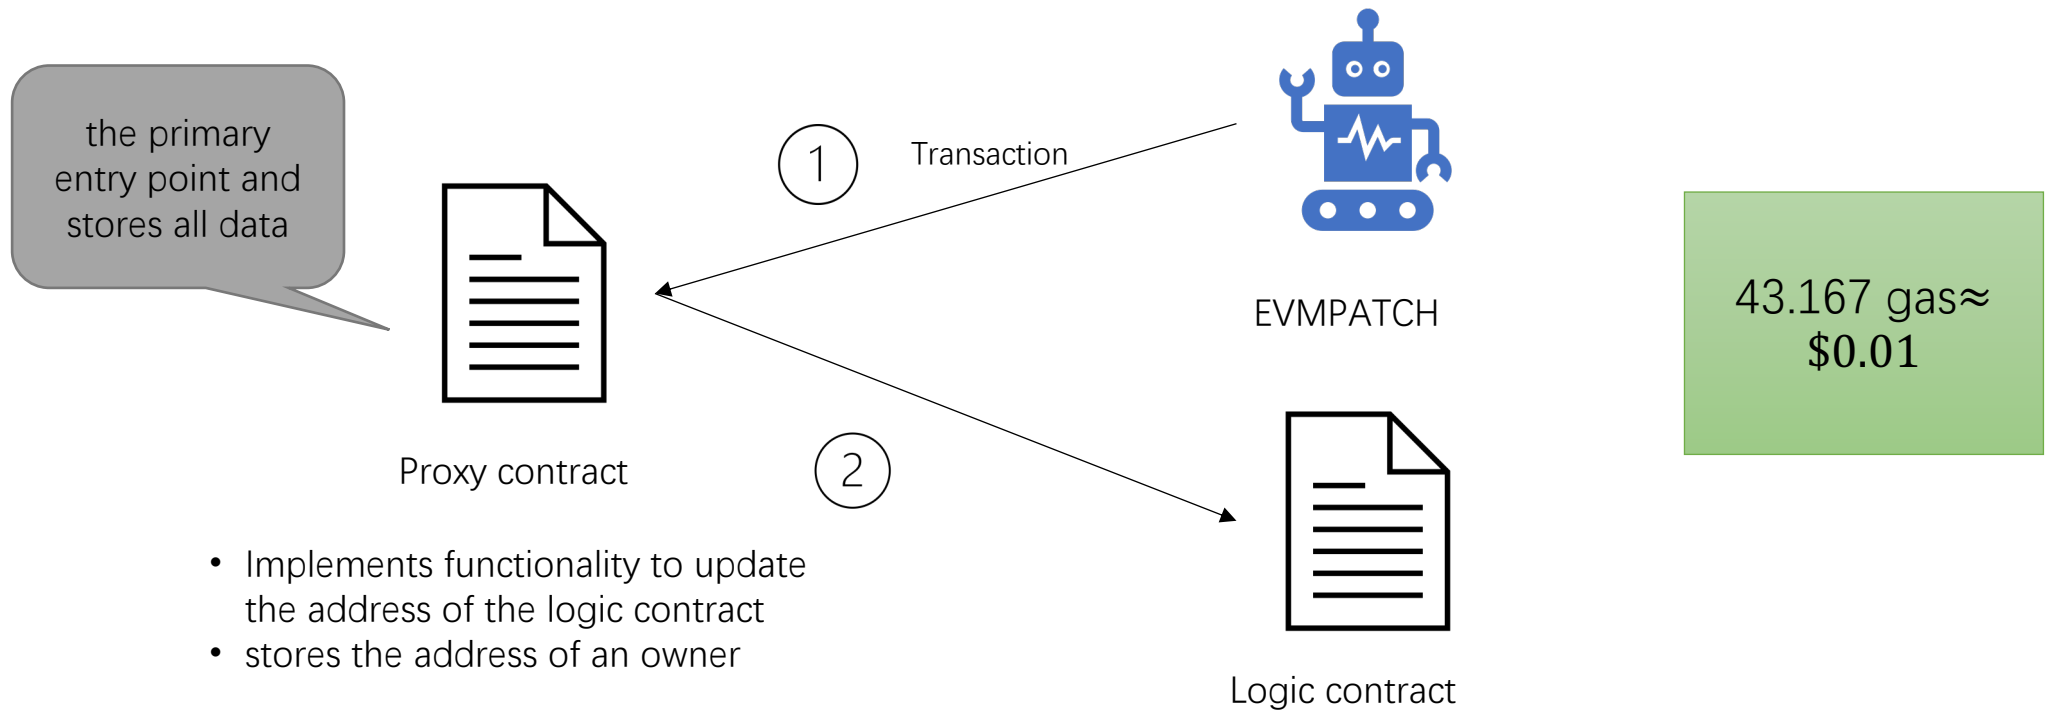 the primary
entry point and
stores all data
1
Transaction
EVMPATCH
43.167 gas≈
$0.01
Proxy contract
2
• Implements functionality to update
the address of the logic contract
• stores the address of an owner
Logic contract